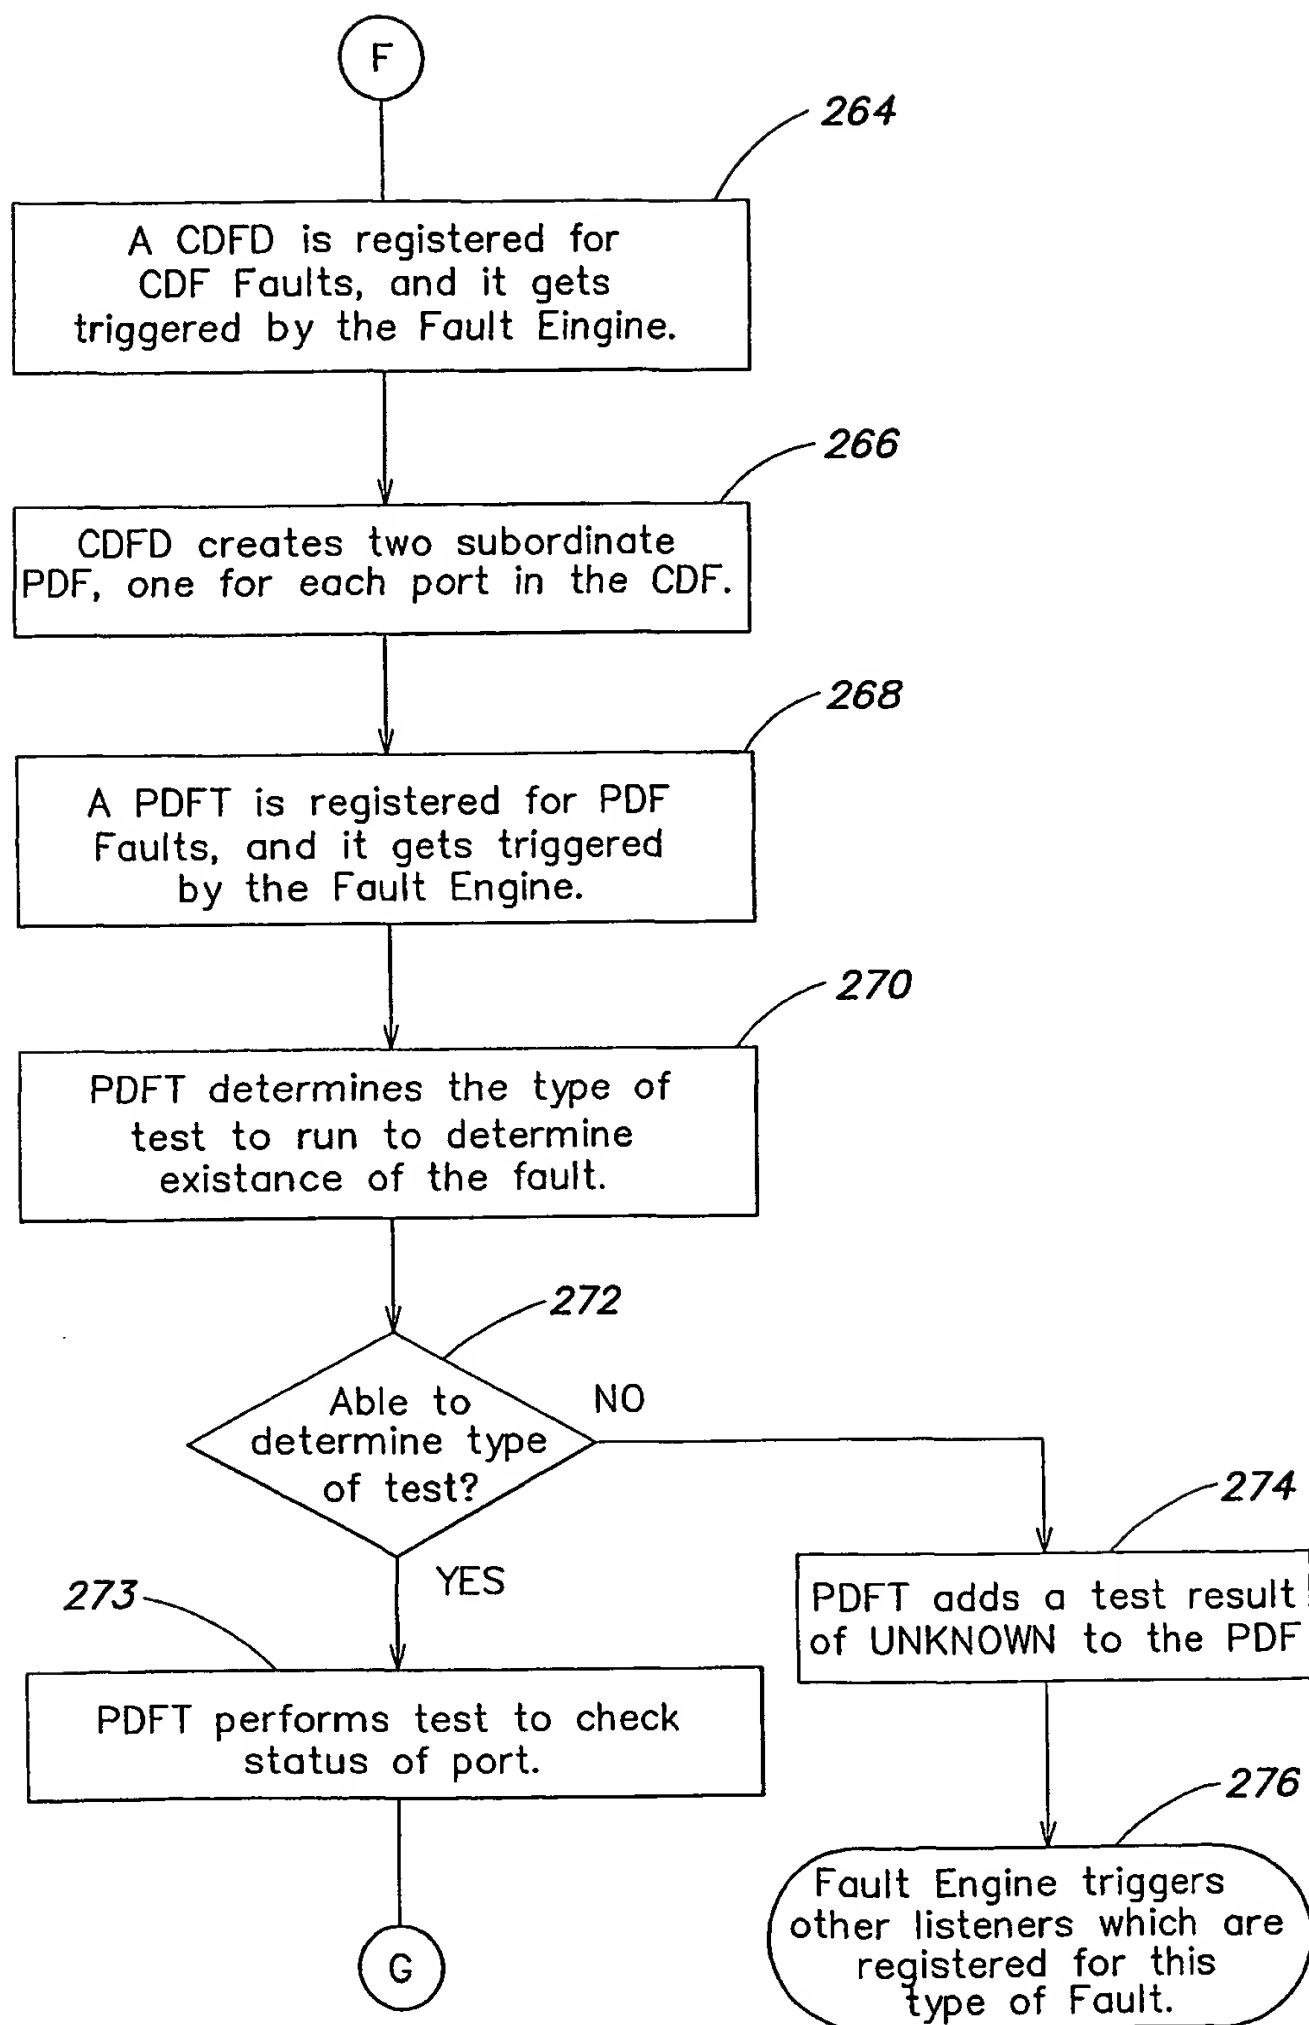 F
264
A CDFD is registered for
CDF Faults, and it gets
triggered by the Fault Eingine.
266
CDFD creates two subordinate
PDF, one for each port in the CDF.
268
A PDFT is registered for PDF
Faults, and it gets triggered
by the Fault Engine.
270
PDFT determines the type of
test to run to determine
existance of the fault.
272
Able to
determine type
of test?
NO
YES
273
PDFT performs test to check
status of port.
G
274
PDFT adds a test result
of UNKNOWN to the PDF
276
Fault Engine triggers
other listeners which are
registered for this
type of Fault.